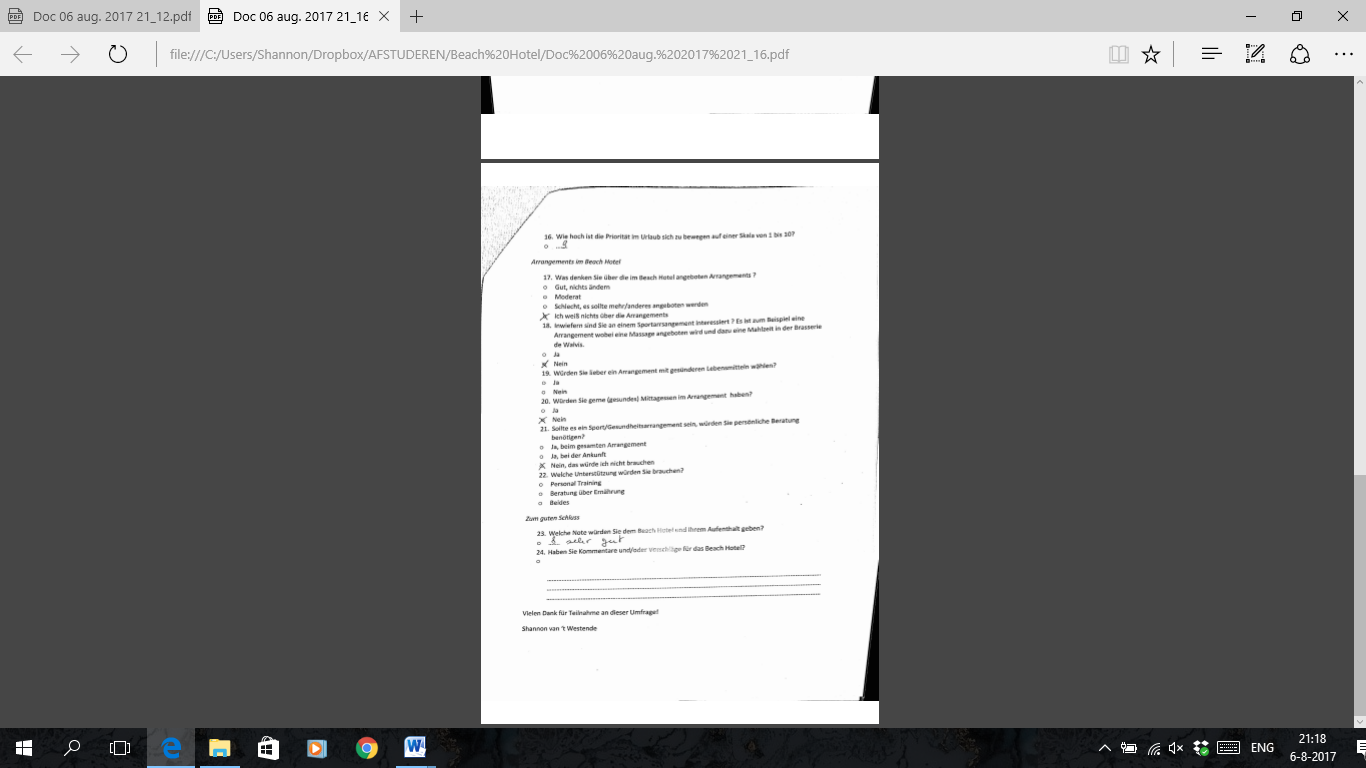 Doc 06 aug. 2017 21_12.pdf
Doc 06 aug. 2017 21_16
file:///C:/Users/Shannon/Dropbox/AFSTUDEREN/Beach%20Hotel/Doc%2006%20aug.%202017%2021_16.pdf
16. Wie hoch ist die Priorität im Urlaub sich zu bewegen auf einer Skala von 1 bis 10?
o
Arrangements im Beach Hotel
17. Was denken Sie über die im Beach Hotel angeboten Arrangements ?
o Gut, nichts ändern
o Moderat
o Schlecht, es sollte mehr/anderes angeboten werden
Ich weiß nichts über die Arrangements
18. Inwiefern sind Sie an einem Sportarrsangement interessiert ? Es ist zum Beispiel eine
Arrangement wobei eine Massage angeboten wird und dazu eine Mahlzeit in der Brasserie
de Walvis.
o Ja
Nein
19. Würden Sie lieber ein Arrangement mit gesünderen Lebensmitteln wählen?
o Ja
o Nein
20. Würden Sie gerne (gesundes) Mittagessen im Arrangement haben?
o Ja
Nein
21. Sollte es ein Sport/Gesundheitsarrangement sein, würden Sie persönliche Beratung
benötigen?
o Ja, beim gesamten Arrangement
o Ja, bei der Ankunft
Nein, das würde ich nicht brauchen
22. Welche Unterstützung würden Sie brauchen?
o Personal Training
o Beratung über Ernährung
o Beides
Zum guten Schluss
23. Welche Note würden Sie dem Beach Hotel und Ihrem Aufenthalt geben?
o sehr gut
24. Haben Sie Kommentare und/oder Vorschläge für das Beach Hotel?
o
Vielen Dank für Teilnahme an dieser Umfrage!
Shannon van 't Westende
ENG
21:18
6-8-2017